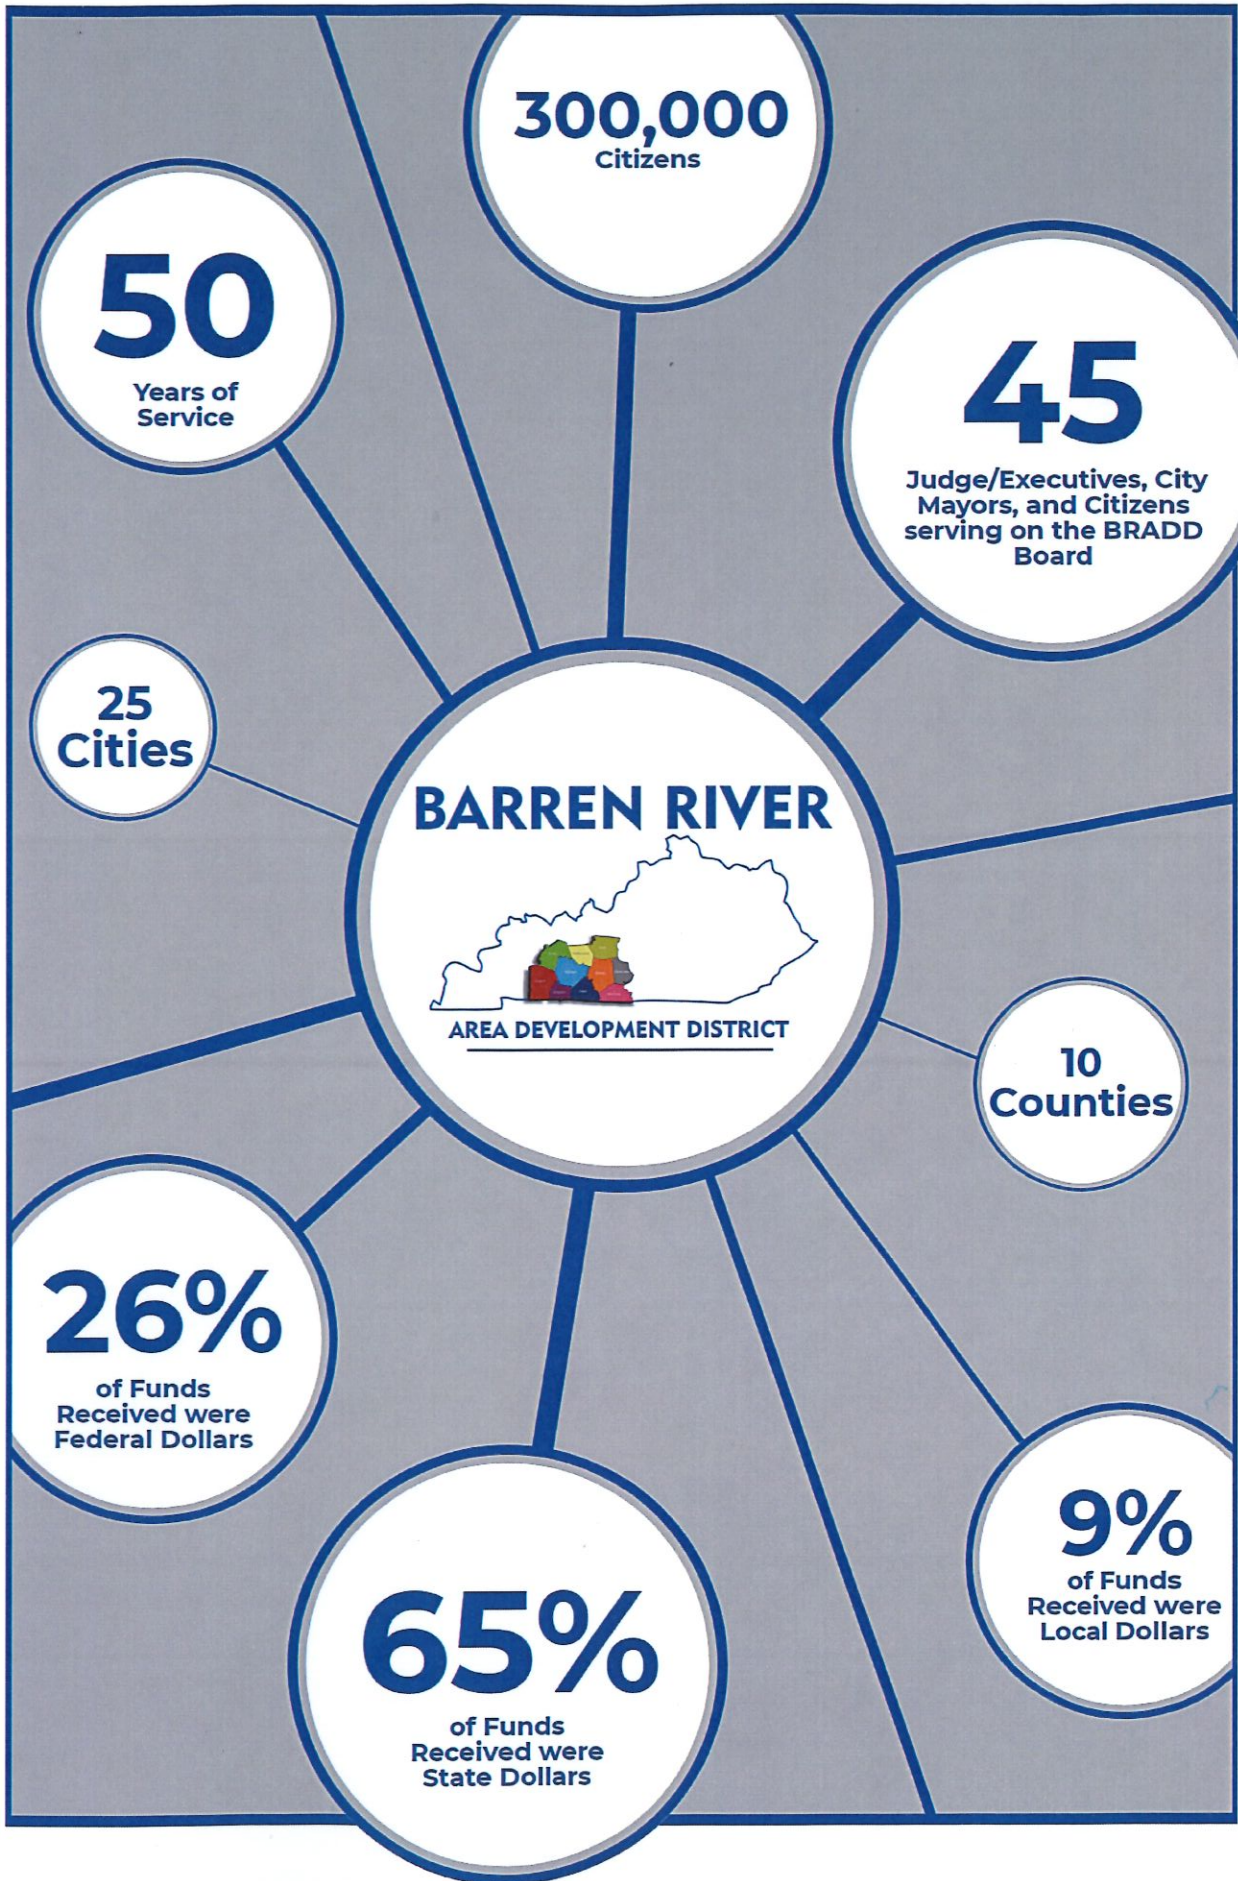 300,000
Citizens
50
Years of
Service
45
Judge/Executives, City
Mayors, and Citizens
serving on the BRADD
Board
25
Cities
BARREN RIVER
AREA DEVELOPMENT DISTRICT
10
Counties
26%
of Funds
Received were
Federal Dollars
65%
of Funds
Received were
State Dollars
9%
of Funds
Received were
Local Dollars